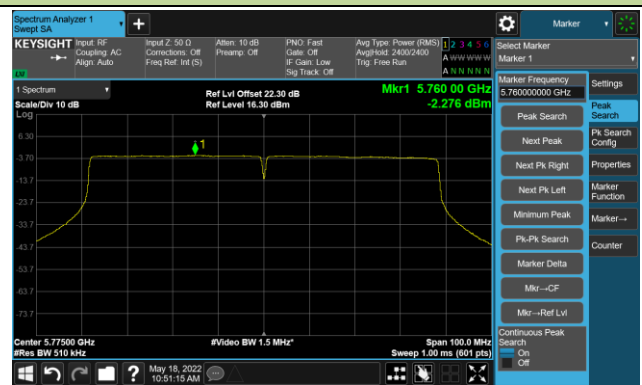 Spectrum Analyzer 1
Swept SA
+
Marker
KEYSIGHT
Input: RF
Coupling: AC
Align: Auto
Input Z: 50 Ω
Corrections: Off
Freq Ref: Int (S)
Atten: 10 dB
Preamp: Off
PNO: Fast
Gate: Off
IF Gain: Low
Sig Track: Off
Avg Type: Power (RMS)
Avg|Hold: 2400/2400
Trig: Free Run
1 2 3 4 5 6
A W W W W W
A N N N N N
Select Marker
Marker 1
1 Spectrum
Scale/Div 10 dB
Log
Ref Lvl Offset 22.30 dB
Ref Level 16.30 dBm
Mkr1 5.760 00 GHz
-2.276 dBm
6.30
-3.70
-13.7
-23.7
-33.7
-43.7
-53.7
-63.7
-73.7
1
Center 5.77500 GHz
#Res BW 510 kHz
#Video BW 1.5 MHz*
Span 100.0 MHz
Sweep 1.00 ms (601 pts)
Marker Frequency
5.760000000 GHz
Peak Search
Next Peak
Next Pk Right
Next Pk Left
Minimum Peak
Pk-Pk Search
Marker Delta
Mkr→CF
Mkr→Ref Lvl
Continuous Peak
Search
On
Off
Settings
Peak
Search
Pk Search
Config
Properties
Marker
Function
Marker→
Counter
?
May 18, 2022
10:51:15 AM